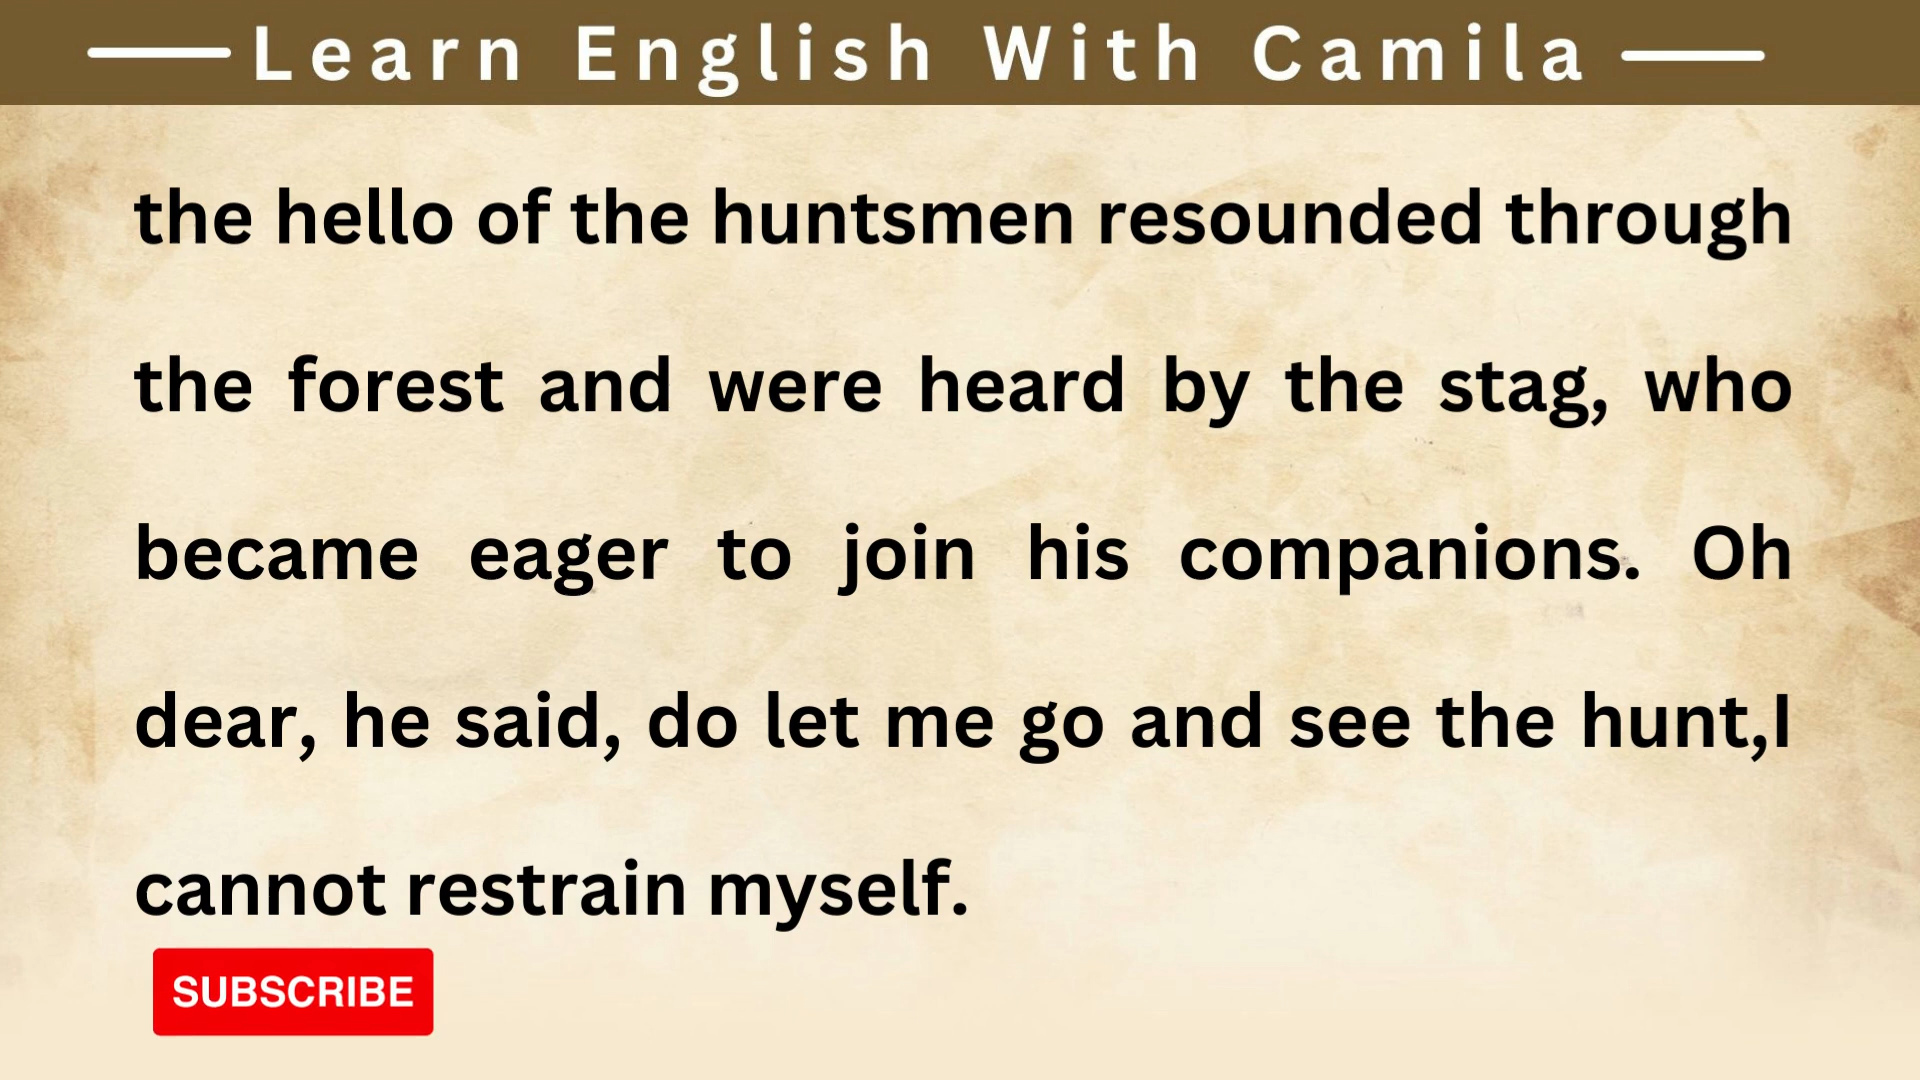 Learn English With Camila
the hello of the huntsmen resounded through
the forest and were heard by the stag, who
became eager to join his companions. Oh
dear, he said, do let me go and see the hunt,I
cannot restrain myself.
SUBSCRIBE